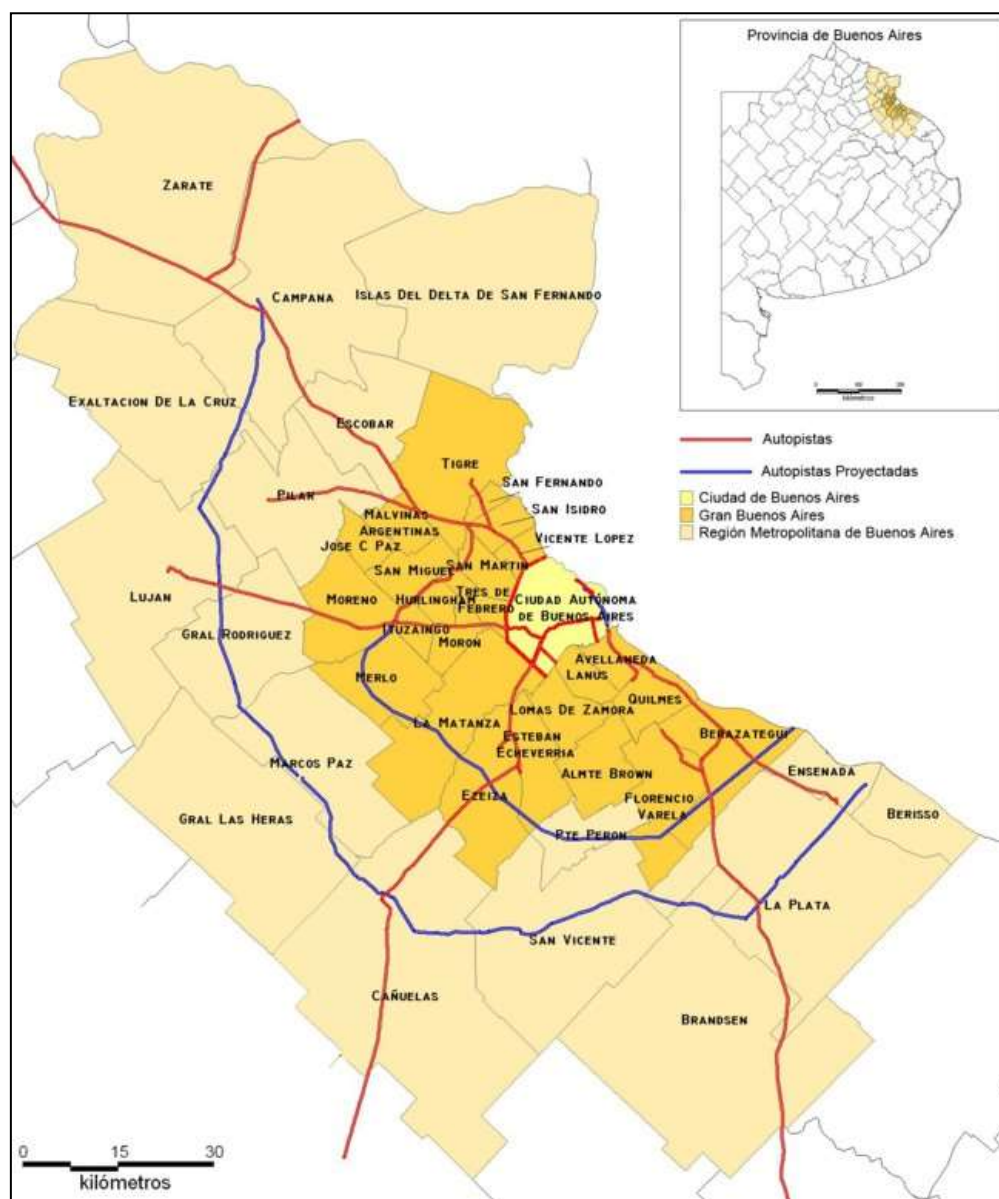 Provincia de Buenos Aires
kilómetros
Autopistas
Autopistas Proyectadas
Ciudad de Buenos Aires
Gran Buenos Aires
Región Metropolitana de Buenos Aires
ZARATE
CAMPANA
ISLAS DEL DELTA DE SAN FERNANDO
EXALTACION DE LA CRUZ
ESCOBAR
TIGRE
SAN FERNANDO
PILAR
SAN ISIDRO
MALVINAS
ARGENTINAS
VICENTE LOPEZ
JOSE C PAZ
SAN MARTIN
SAN MIGUEL
LUJAN
MORENO
HURLINGHAM
TRES DE
FEBRERO
CIUDAD AUTÓNOMA
DE BUENOS AIRES
GRAL RODRIGUEZ
ITUZAINGO
MORON
AVELLANEDA
LANUS
MERLO
QUILMES
LOMAS DE ZAMORA
LA MATANZA
ESTEBAN
ECHEVERRIA
BERAZATEGUI
MARCOS PAZ
ALMTE BROWN
ENSENADA
EZEIZA
FLORENCIO
VARELA
BERISSO
GRAL LAS HERAS
PTE PERON
LA PLATA
SAN VICENTE
CAÑUELAS
BRANDSEN
0 15 30
kilómetros